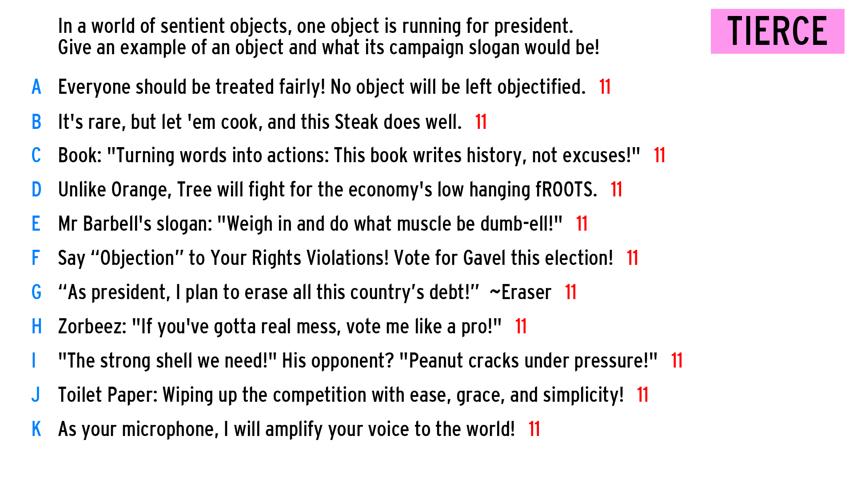 In a world of sentient objects, one object is running for president.
Give an example of an object and what its campaign slogan would be!
TIERCE
A Everyone should be treated fairly! No object will be left objectified. 11
B It's rare, but let 'em cook, and this Steak does well. 11
C Book: "Turning words into actions: This book writes history, not excuses!" 11
D Unlike Orange, Tree will fight for the economy's low hanging fROOTS. 11
E Mr Barbell's slogan: "Weigh in and do what muscle be dumb-ell!" 11
F Say “Objection” to Your Rights Violations! Vote for Gavel this election! 11
G “As president, I plan to erase all this country’s debt!” ~Eraser 11
H Zorbeez: "If you've gotta real mess, vote me like a pro!" 11
I "The strong shell we need!" His opponent? "Peanut cracks under pressure!" 11
J Toilet Paper: Wiping up the competition with ease, grace, and simplicity! 11
K As your microphone, I will amplify your voice to the world! 11